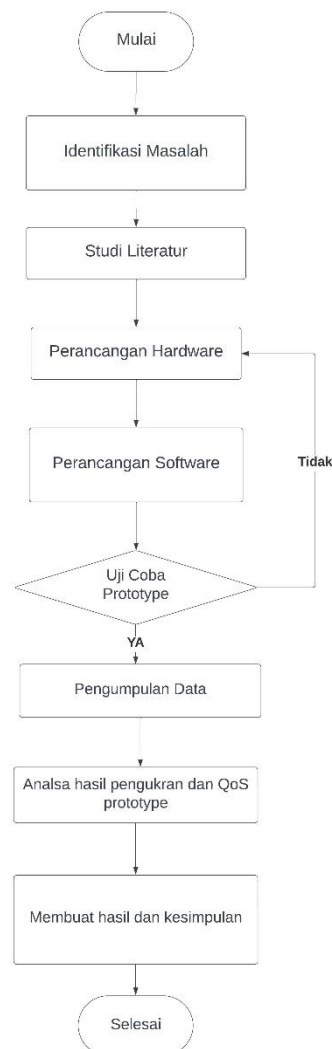 Mulai
Identifikasi Masalah
Studi Literatur
Perancangan Hardware
Perancangan Software
Tidak
Uji Coba
Prototype
YA
Pengumpulan Data
Analsa hasil pengukran dan QoS
prototype
Membuat hasil dan kesimpulan
Selesai